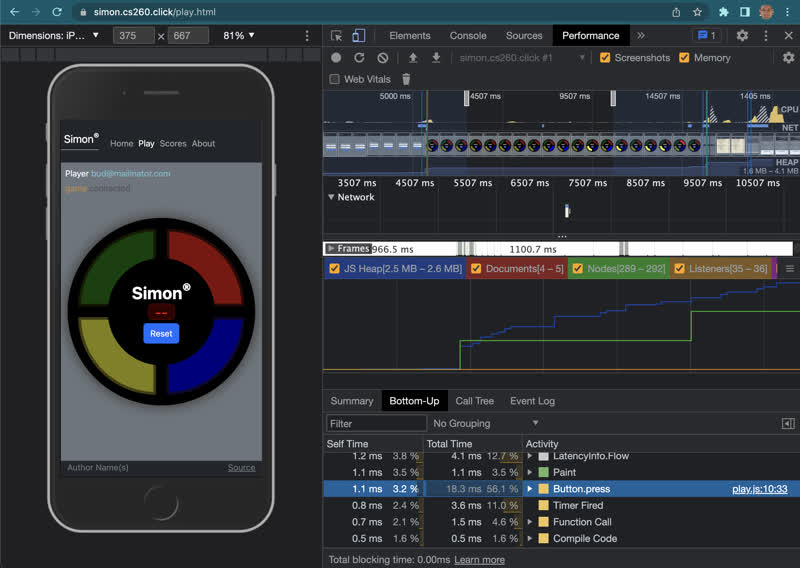 simon.cs260.click/play.html
Dimensions: iP... ▼ 375 x 667 81% ▼
Elements Console Sources Performance » 1
simon.cs260.click #1 Screenshots Memory
Web Vitals
5000 ms 4507 ms 9507 ms 14507 ms 1405 ms
CPU
NET
HEAP
1.6 MB – 4.1 MB
3507 ms 4507 ms 5507 ms 6507 ms 7507 ms 8507 ms 9507 ms 10507 ms
Network
...
Frames 966.5 ms 1100.7 ms
JS Heap[2.5 MB – 2.6 MB] Documents[4 – 5] Nodes[289 – 292] Listeners[35 – 36]
Simon® Home Play Scores About
Player bud@mailinator.com
game connected
Simon®
--
Reset
Author Name(s) Source
Summary Bottom-Up Call Tree Event Log
Filter No Grouping ▼
Self Time Total Time Activity
1.2 ms 3.8 % 4.1 ms 12.7 % LatencyInfo.Flow
1.1 ms 3.5 % 1.1 ms 3.5 % Paint
1.1 ms 3.2 % 18.3 ms 56.1 % Button.press play.js:10:33
0.8 ms 2.4 % 3.6 ms 11.0 % Timer Fired
0.7 ms 2.1 % 1.5 ms 4.6 % Function Call
0.5 ms 1.6 % 0.5 ms 1.6 % Compile Code
Total blocking time: 0.00ms Learn more